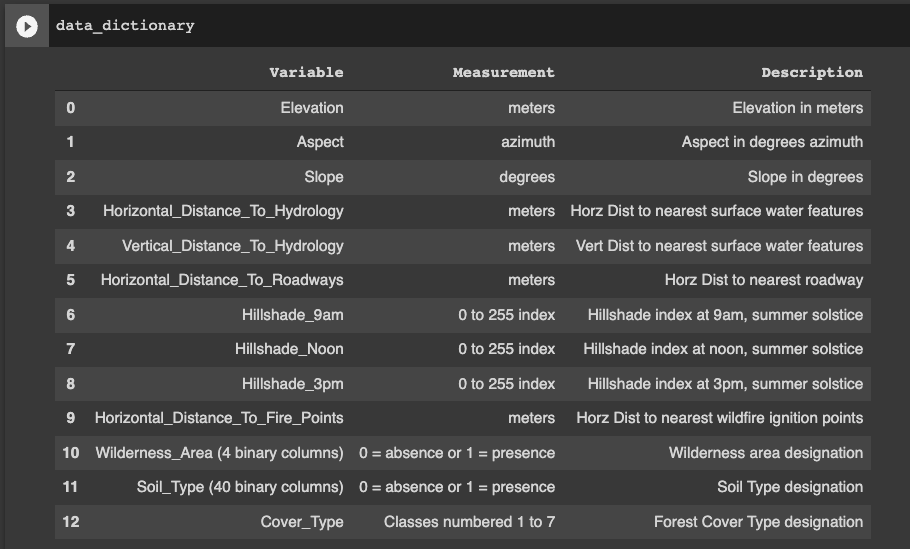 data_dictionary
Variable Measurement Description
0 Elevation meters Elevation in meters
1 Aspect azimuth Aspect in degrees azimuth
2 Slope degrees Slope in degrees
3 Horizontal_Distance_To_Hydrology meters Horz Dist to nearest surface water features
4 Vertical_Distance_To_Hydrology meters Vert Dist to nearest surface water features
5 Horizontal_Distance_To_Roadways meters Horz Dist to nearest roadway
6 Hillshade_9am 0 to 255 index Hillshade index at 9am, summer solstice
7 Hillshade_Noon 0 to 255 index Hillshade index at noon, summer solstice
8 Hillshade_3pm 0 to 255 index Hillshade index at 3pm, summer solstice
9 Horizontal_Distance_To_Fire_Points meters Horz Dist to nearest wildfire ignition points
10 Wilderness_Area (4 binary columns) 0 = absence or 1 = presence Wilderness area designation
11 Soil_Type (40 binary columns) 0 = absence or 1 = presence Soil Type designation
12 Cover_Type Classes numbered 1 to 7 Forest Cover Type designation